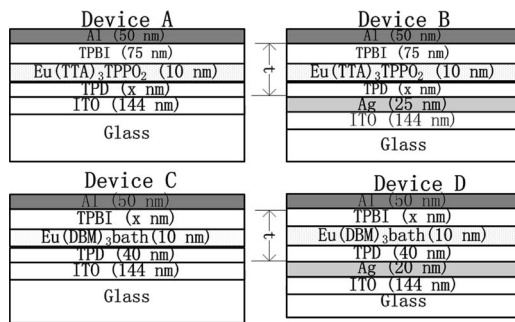 Device A
Al (50 nm)
TPBI (75 nm)
Eu(TTA)₃TPPO₂ (10 nm)
TPD (x nm)
ITO (144 nm)
Glass
Device B
Al (50 nm)
TPBI (75 nm)
Eu(TTA)₃TPPO₂ (10 nm)
TPD (x nm)
Ag (25 nm)
ITO (144 nm)
Glass
t
Device C
Al (50 nm)
TPBI (x nm)
Eu(DBM)₃bath(10 nm)
TPD (40 nm)
ITO (144 nm)
Glass
Device D
Al (50 nm)
TPBI (x nm)
Eu(DBM)₃bath(10 nm)
TPD (40 nm)
Ag (20 nm)
ITO (144 nm)
Glass
t